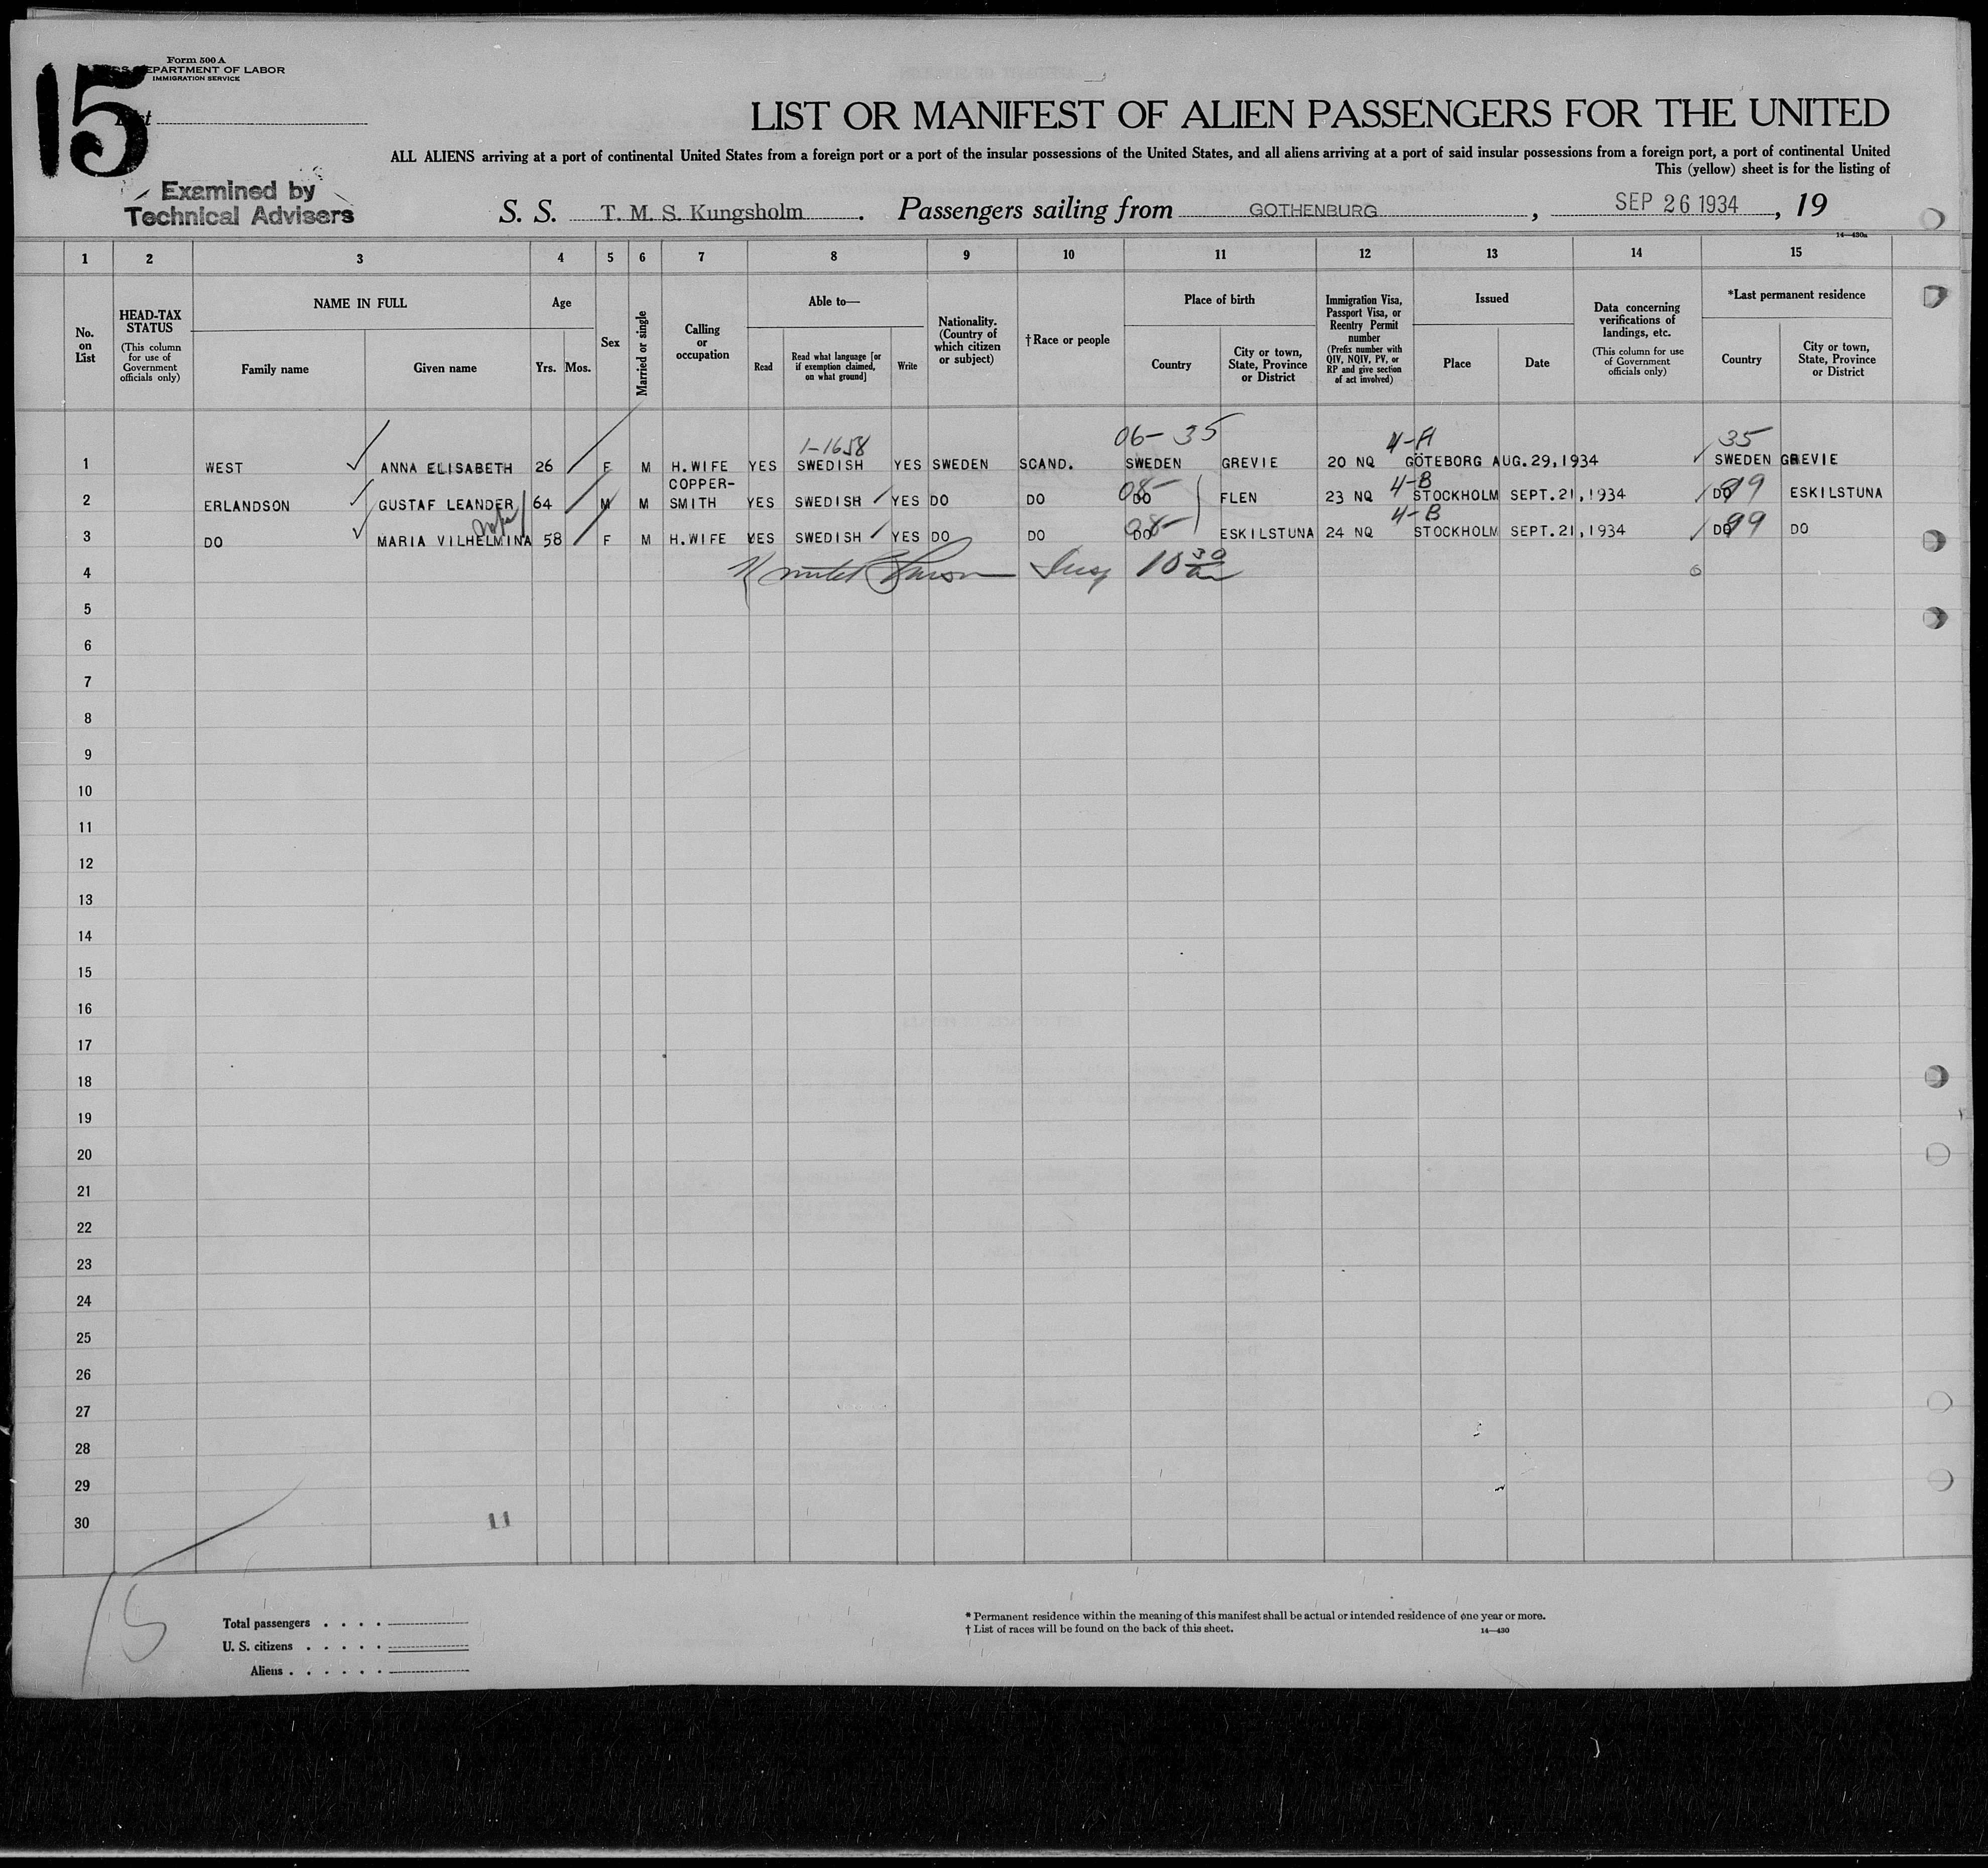 Form 500 A
DEPARTMENT OF LABOR
IMMIGRATION SERVICE
15
LIST OR MANIFEST OF ALIEN PASSENGERS FOR THE UNITED
ALL ALIENS arriving at a port of continental United States from a foreign port or a port of the insular possessions of the United States, and all aliens arriving at a port of said insular possessions from a foreign port, a port of continental United
This (yellow) sheet is for the listing of
Examined by
Technical Advisers
S. S. T. M. S. Kungsholm . Passengers sailing from GOTHENBURG , SEP 26 1934 , 19
14—430a
1 2 3 4 5 6 7 8 9 10 11 12 13 14 15
No. on List
HEAD-TAX STATUS (This column for use of Government officials only)
NAME IN FULL
Family name
Given name
Age
Yrs. Mos.
Sex
Married or single
Calling or occupation
Able to—
Read
Read what language [or if exemption claimed, on what ground]
Write
Nationality. (Country of which citizen or subject)
† Race or people
Place of birth
Country
City or town, State, Province or District
Immigration Visa, Passport Visa, or Reentry Permit number (Prefix number with QIV, NQIV, PV, or RP and give section of act involved)
Issued
Place
Date
Data concerning verifications of landings, etc. (This column for use of Government officials only)
*Last permanent residence
Country
City or town, State, Province or District
1-1658 06-35 4-A 35
1 WEST ANNA ELISABETH 26 F M H.WIFE YES SWEDISH YES SWEDEN SCAND. SWEDEN GREVIE 20 NQ GÖTEBORG AUG.29,1934 SWEDEN GREVIE
COPPER-
08- 4-B 99
2 ERLANDSON GUSTAF LEANDER 64 M M SMITH YES SWEDISH YES DO DO DO FLEN 23 NQ STOCKHOLM SEPT.21,1934 DO ESKILSTUNA
08- 4-B 99
3 DO MARIA VILHELMINA 58 F M H.WIFE YES SWEDISH YES DO DO DO ESKILSTUNA 24 NQ STOCKHOLM SEPT.21,1934 DO DO
4 Insp 10 30 am
5
6
7
8
9
10
11
12
13
14
15
16
17
18
19
20
21
22
23
24
25
26
27
28
29
30
11
15
Total passengers . . . .
U. S. citizens . . . . .
Aliens . . . . . .
* Permanent residence within the meaning of this manifest shall be actual or intended residence of one year or more.
† List of races will be found on the back of this sheet.
14—430